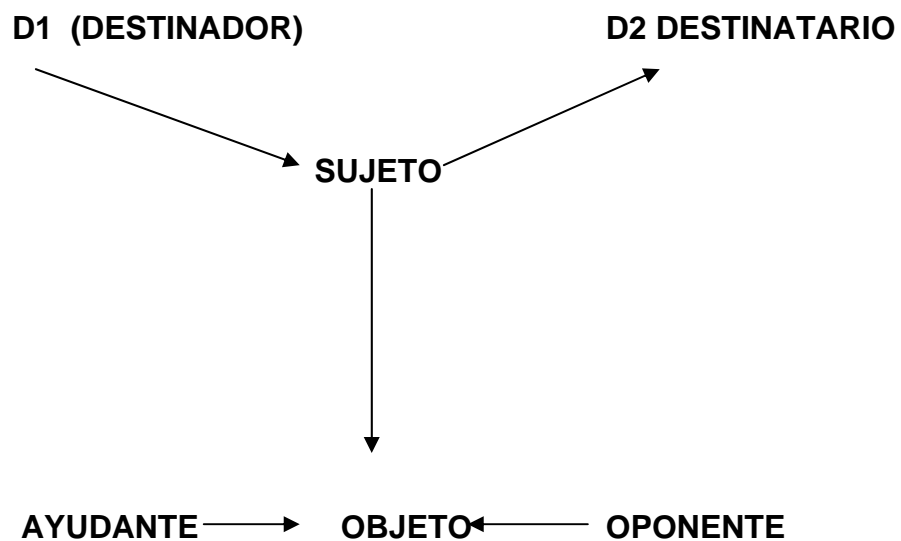 D1 (DESTINADOR) D2 DESTINATARIO
SUJETO
AYUDANTE OBJETO OPONENTE